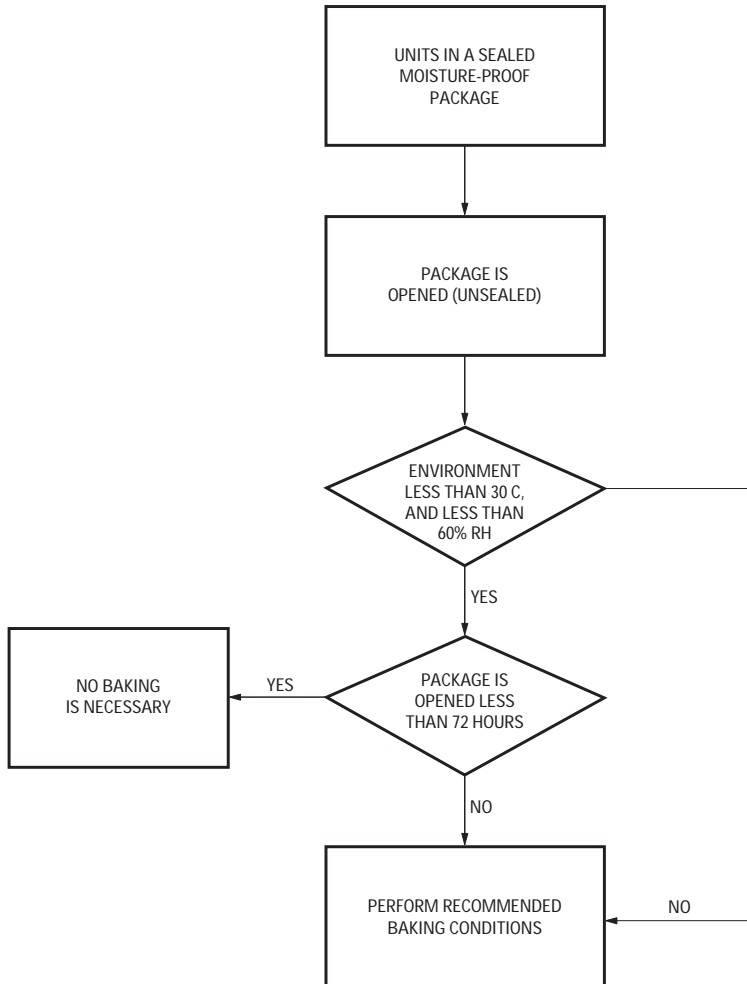 UNITS IN A SEALED
MOISTURE-PROOF
PACKAGE
PACKAGE IS
OPENED (UNSEALED)
ENVIRONMENT
LESS THAN 30 C,
AND LESS THAN
60% RH
YES
NO BAKING
IS NECESSARY
YES
PACKAGE IS
OPENED LESS
THAN 72 HOURS
NO
PERFORM RECOMMENDED
BAKING CONDITIONS
NO